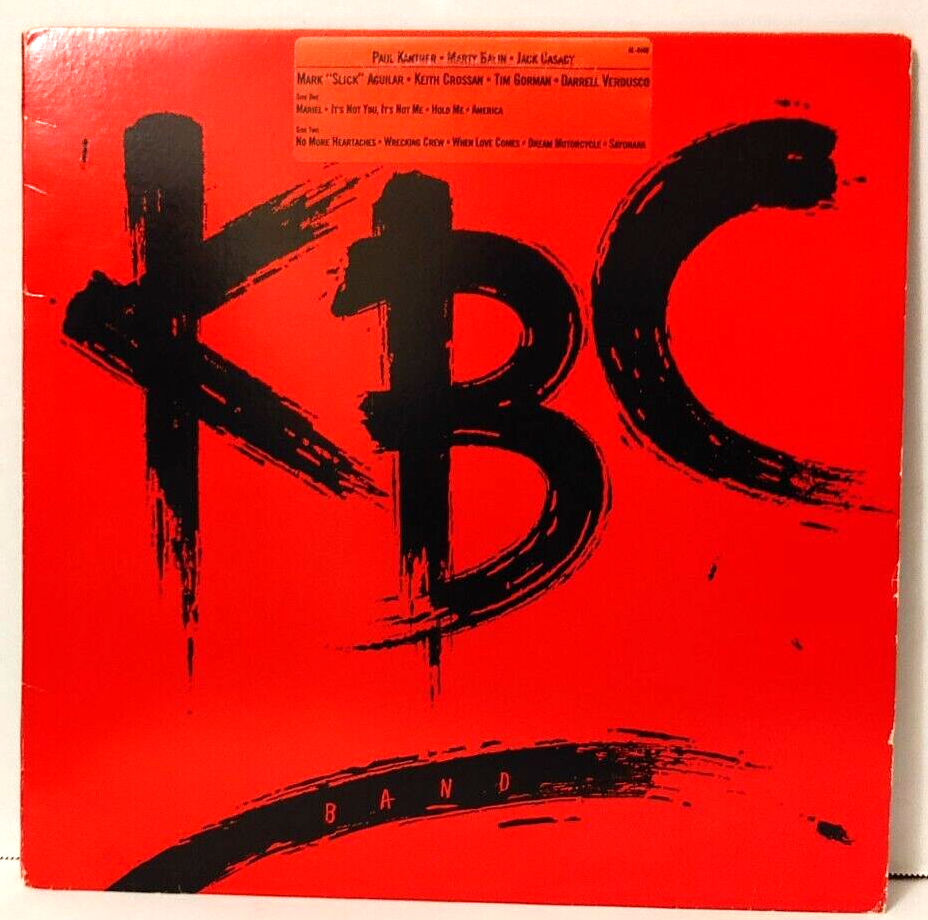 AL-8440
PAUL KANTNER • MARTY BALIN • JACK CASADY
MARK "SLICK" AGUILAR • KEITH CROSSAN • TIM GORMAN • DARRELL VERDUSCO
SIDE ONE
MARIEL • IT'S NOT YOU, IT'S NOT ME • HOLD ME • AMERICA
SIDE TWO
NO MORE HEARTACHES • WRECKING CREW • WHEN LOVE COMES • DREAM MOTORCYCLE • SAYONARA
KBC
BAND